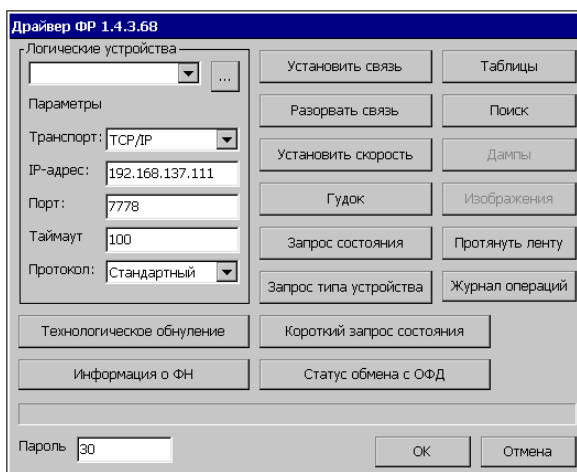 Драйвер ФР 1.4.3.68
Логические устройства
...
Параметры
Транспорт: TCP/IP
IP-адрес: 192.168.137.111
Порт: 7778
Таймаут 100
Протокол: Стандартный
Установить связь
Таблицы
Разорвать связь
Поиск
Установить скорость
Дампы
Гудок
Изображения
Запрос состояния
Протянуть ленту
Запрос типа устройства
Журнал операций
Технологическое обнуление
Короткий запрос состояния
Информация о ФН
Статус обмена с ОФД
Пароль 30
OK
Отмена